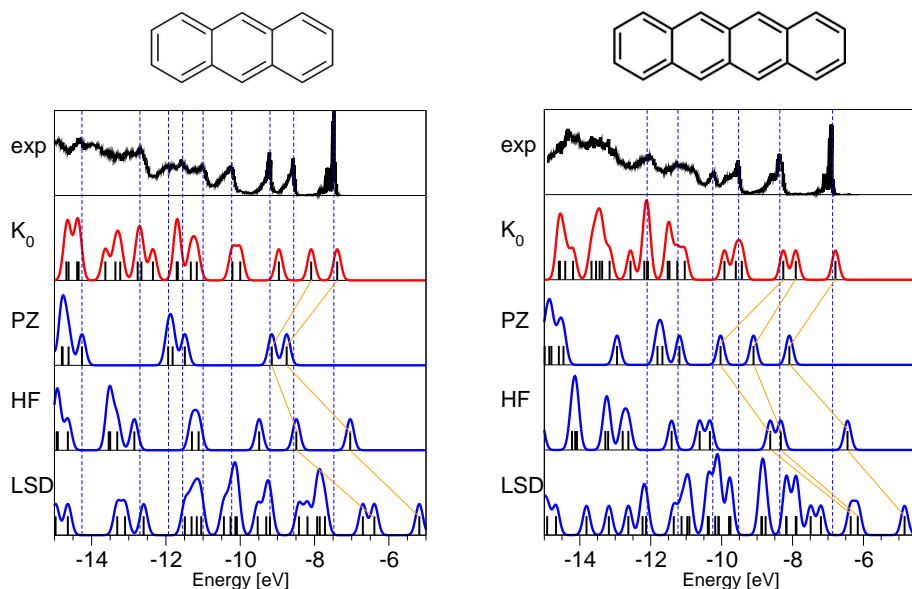 exp
K0
PZ
HF
LSD
-14 -12 -10 -8 -6
Energy [eV]
exp
K0
PZ
HF
LSD
-14 -12 -10 -8 -6
Energy [eV]